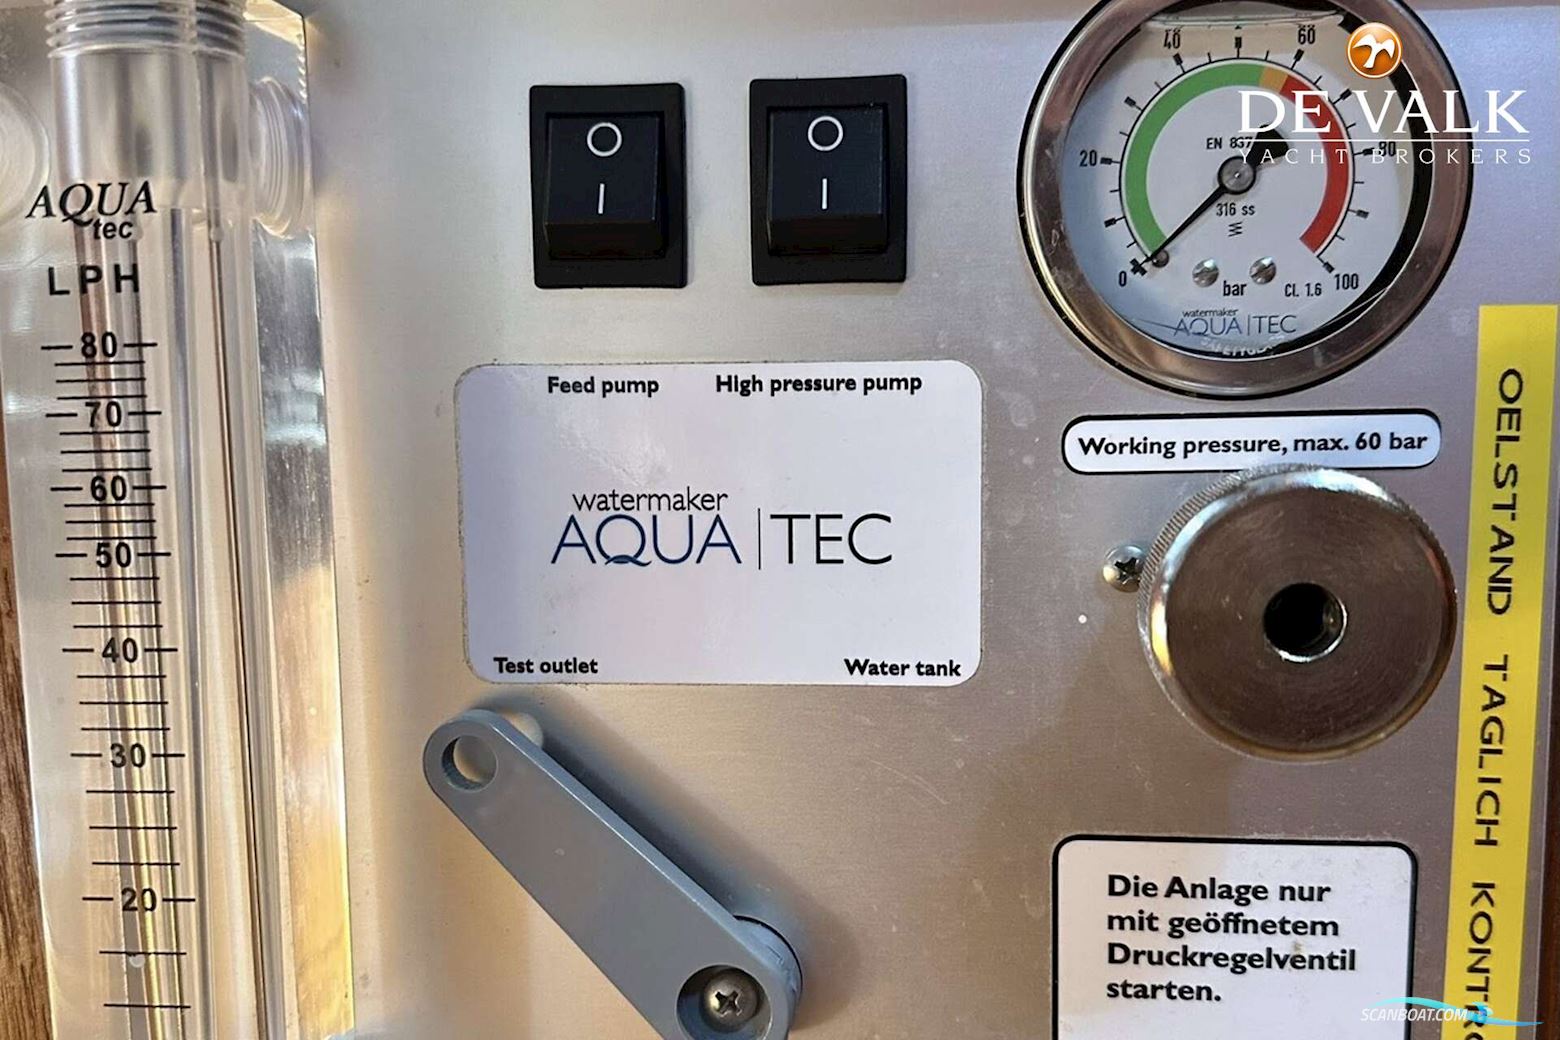 AQUA
tec
LPH
80
70
60
50
40
30
20
Feed pump High pressure pump
watermaker
AQUA|TEC
Test outlet Water tank
40 60
20 80
EN 837
316 ss
0 bar Cl. 1.6 100
watermaker
AQUA|TEC
DE VALK
YACHT BROKERS
Working pressure, max. 60 bar
Die Anlage nur
mit geöffnetem
Druckregelventil
starten.
OELSTAND TAGLICH
SCANBOAT.COM